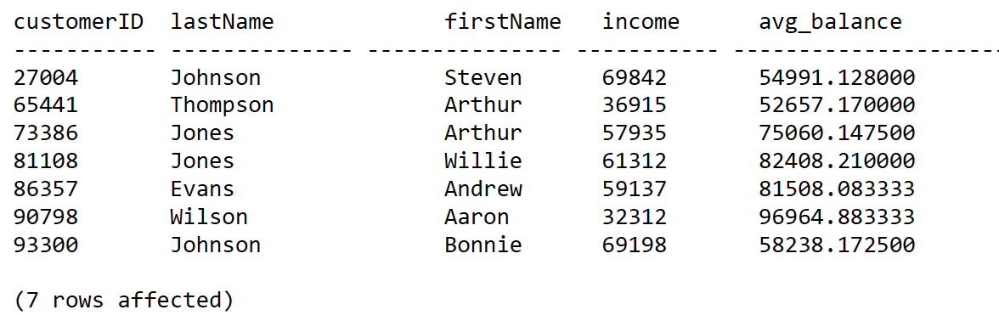 customerID lastName firstName income avg_balance
----------- -------------- --------------- ----------- ---------------------
27004 Johnson Steven 69842 54991.128000
65441 Thompson Arthur 36915 52657.170000
73386 Jones Arthur 57935 75060.147500
81108 Jones Willie 61312 82408.210000
86357 Evans Andrew 59137 81508.083333
90798 Wilson Aaron 32312 96964.883333
93300 Johnson Bonnie 69198 58238.172500
(7 rows affected)